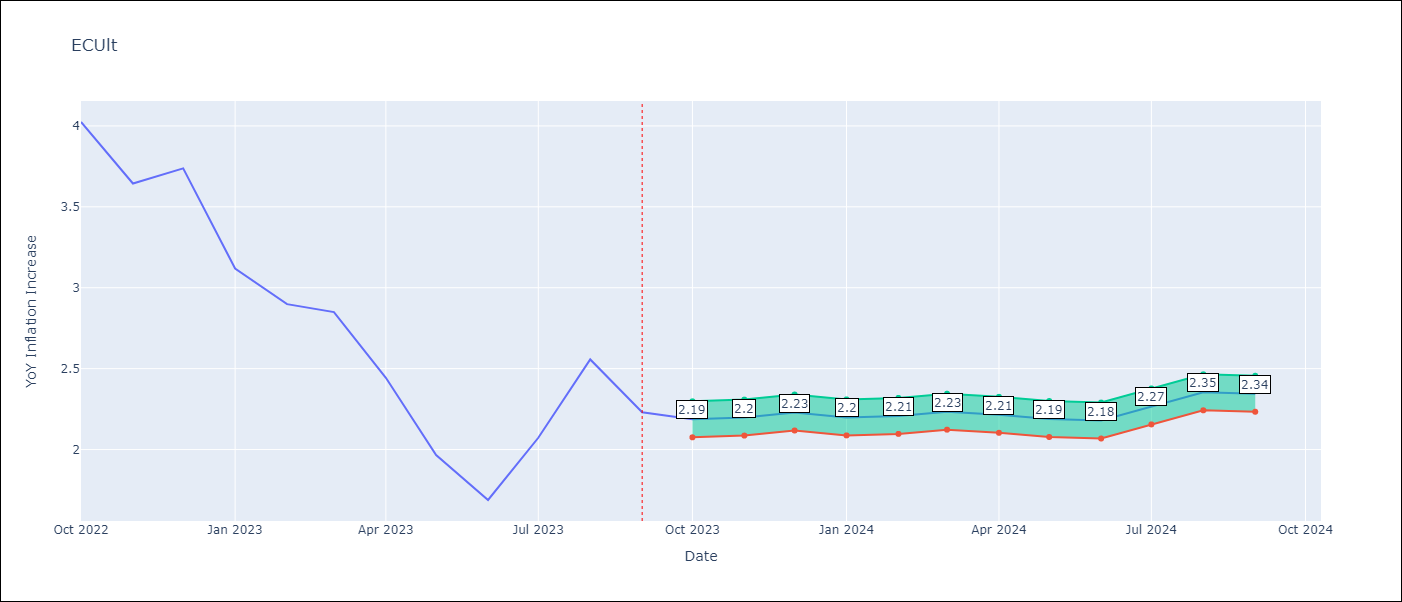 ECUlt
YoY Inflation Increase
4
3.5
3
2.5
2
2.19
2.2
2.23
2.2
2.21
2.23
2.21
2.19
2.18
2.27
2.35
2.34
Oct 2022
Jan 2023
Apr 2023
Jul 2023
Oct 2023
Jan 2024
Apr 2024
Jul 2024
Oct 2024
Date